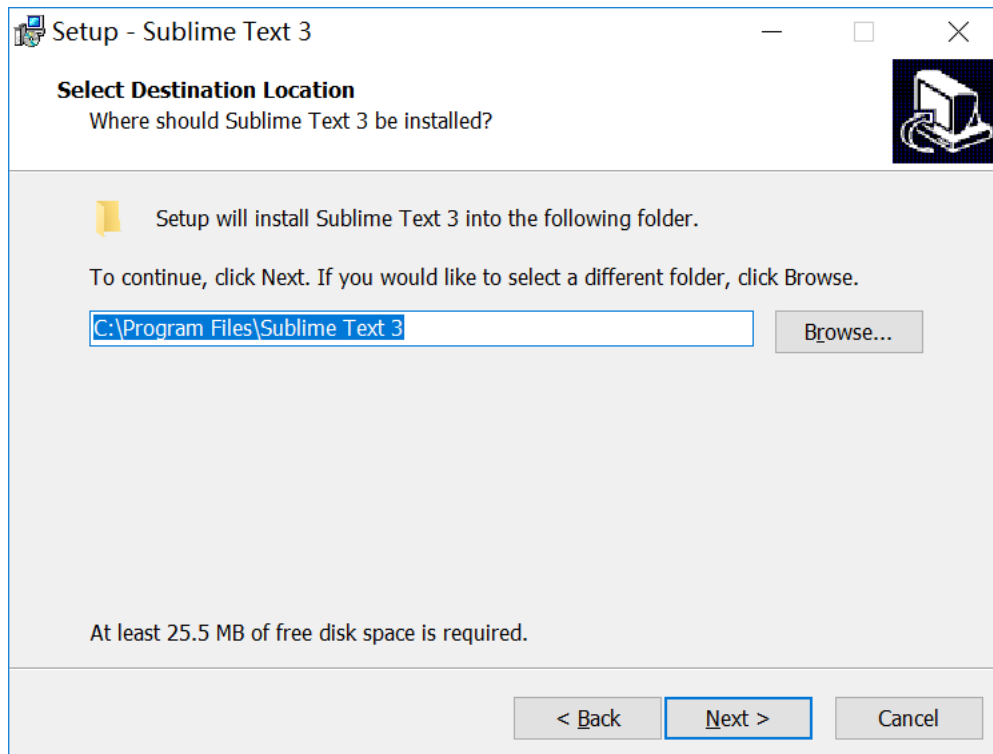 Setup - Sublime Text 3
Select Destination Location
Where should Sublime Text 3 be installed?
Setup will install Sublime Text 3 into the following folder.
To continue, click Next. If you would like to select a different folder, click Browse.
C:\Program Files\Sublime Text 3
Browse...
At least 25.5 MB of free disk space is required.
< Back
Next >
Cancel